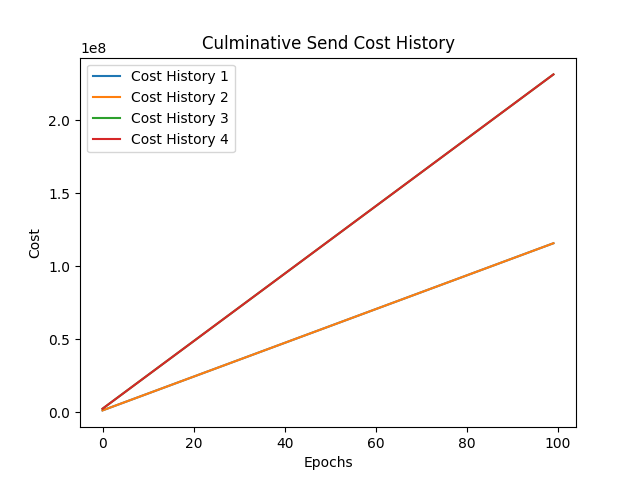 Culminative Send Cost History
1e8
Cost History 1
Cost History 2
Cost History 3
Cost History 4
2.0
1.5
1.0
0.5
0.0
Cost
0 20 40 60 80 100
Epochs